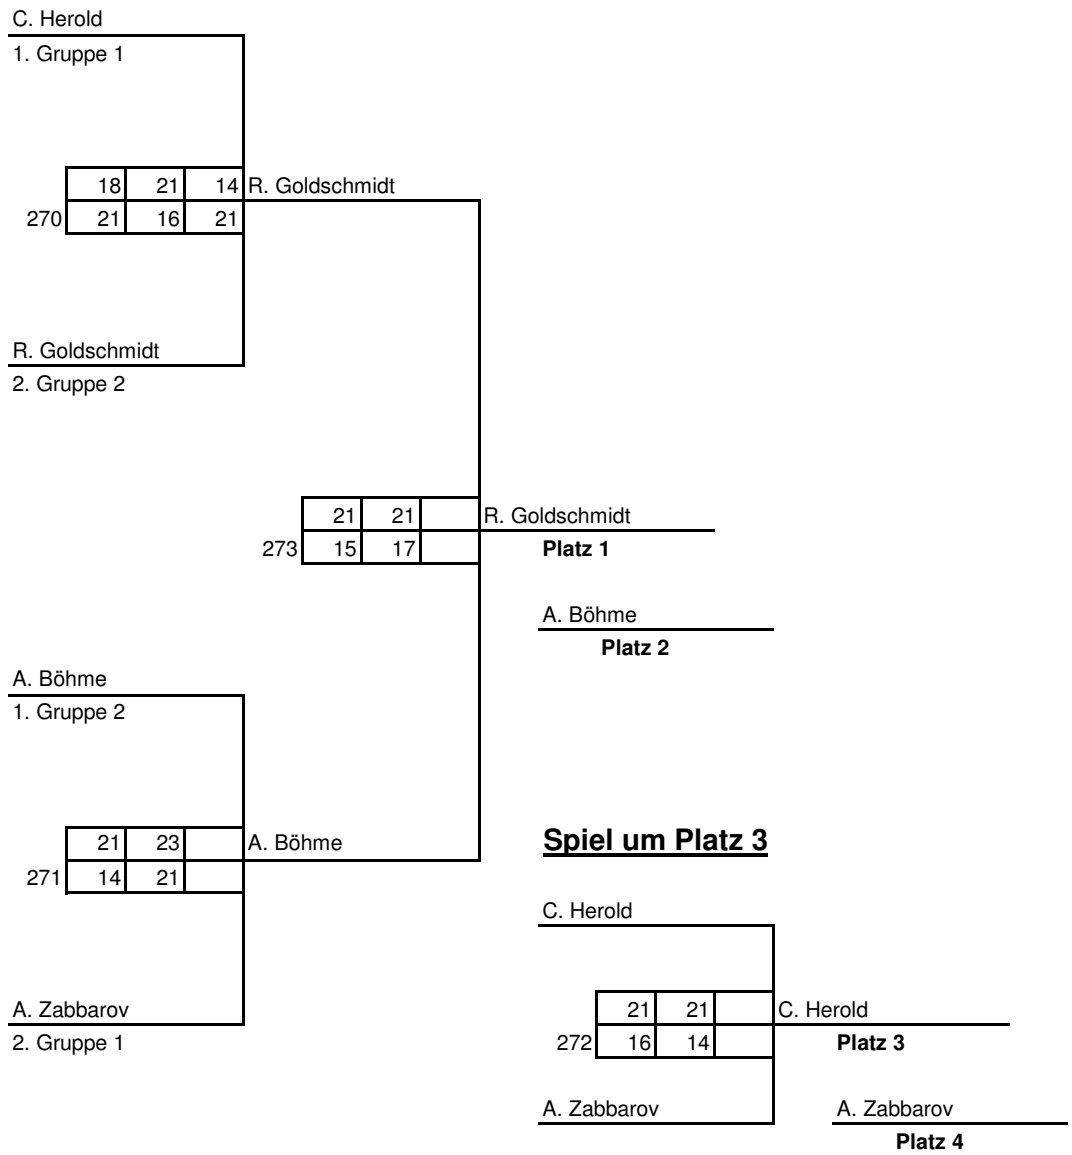 C. Herold
1. Gruppe 1
18 21 14 R. Goldschmidt
270 21 16 21
R. Goldschmidt
2. Gruppe 2
21 21 R. Goldschmidt
273 15 17 Platz 1
A. Böhme
Platz 2
A. Böhme
1. Gruppe 2
21 23 A. Böhme
271 14 21
A. Zabbarov
2. Gruppe 1
Spiel um Platz 3
C. Herold
21 21 C. Herold
272 16 14 Platz 3
A. Zabbarov
A. Zabbarov
Platz 4